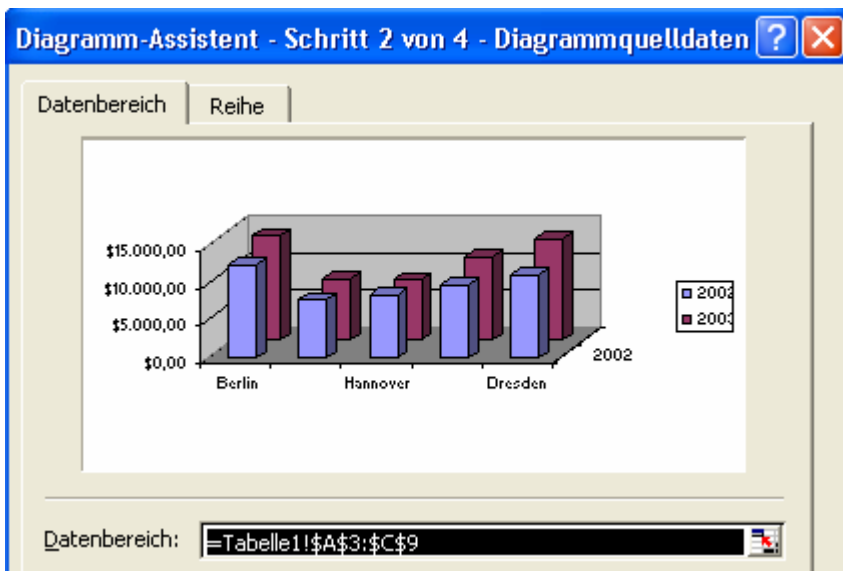 Diagramm-Assistent - Schritt 2 von 4 - Diagrammquelldaten ?
Datenbereich Reihe
$15.000,00
$10.000,00
$5.000,00
$0,00
Berlin Hannover Dresden
2002
2002
2003
Datenbereich: =Tabelle1!$A$3:$C$9